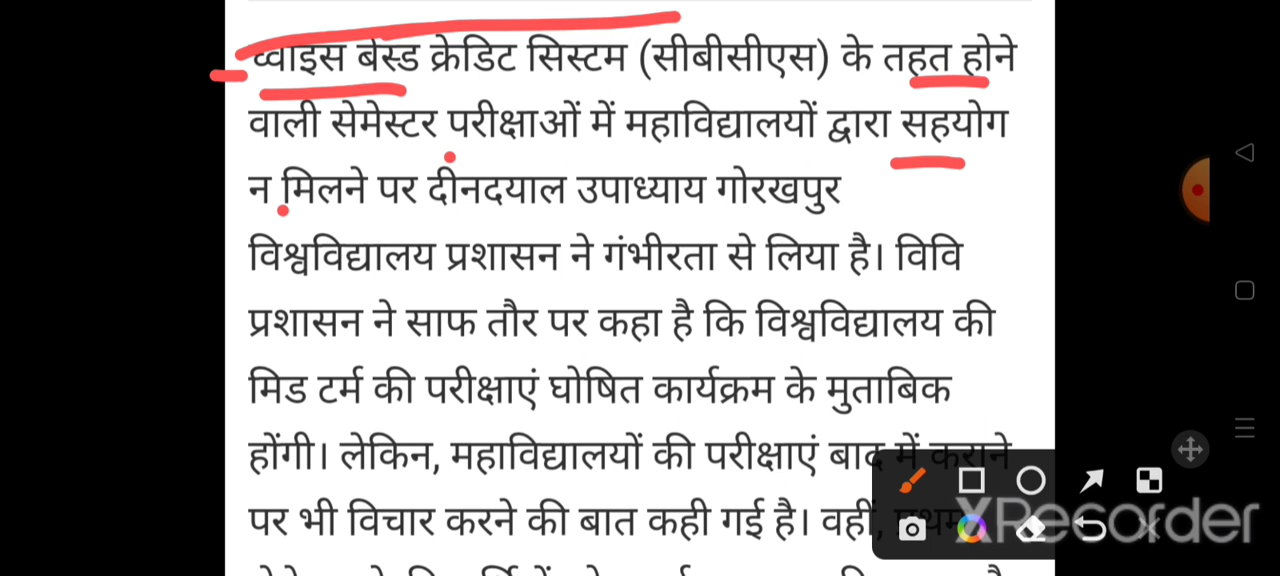 च्वाइस बेस्ड क्रेडिट सिस्टम (सीबीसीएस) के तहत होने
वाली सेमेस्टर परीक्षाओं में महाविद्यालयों द्वारा सहयोग
न मिलने पर दीनदयाल उपाध्याय गोरखपुर
विश्वविद्यालय प्रशासन ने गंभीरता से लिया है। विवि
प्रशासन ने साफ तौर पर कहा है कि विश्वविद्यालय की
मिड टर्म की परीक्षाएं घोषित कार्यक्रम के मुताबिक
होंगी। लेकिन, महाविद्यालयों की परीक्षाएं बाद में कराने
पर भी विचार करने की बात कही गई है। वहीं,
XRecorder